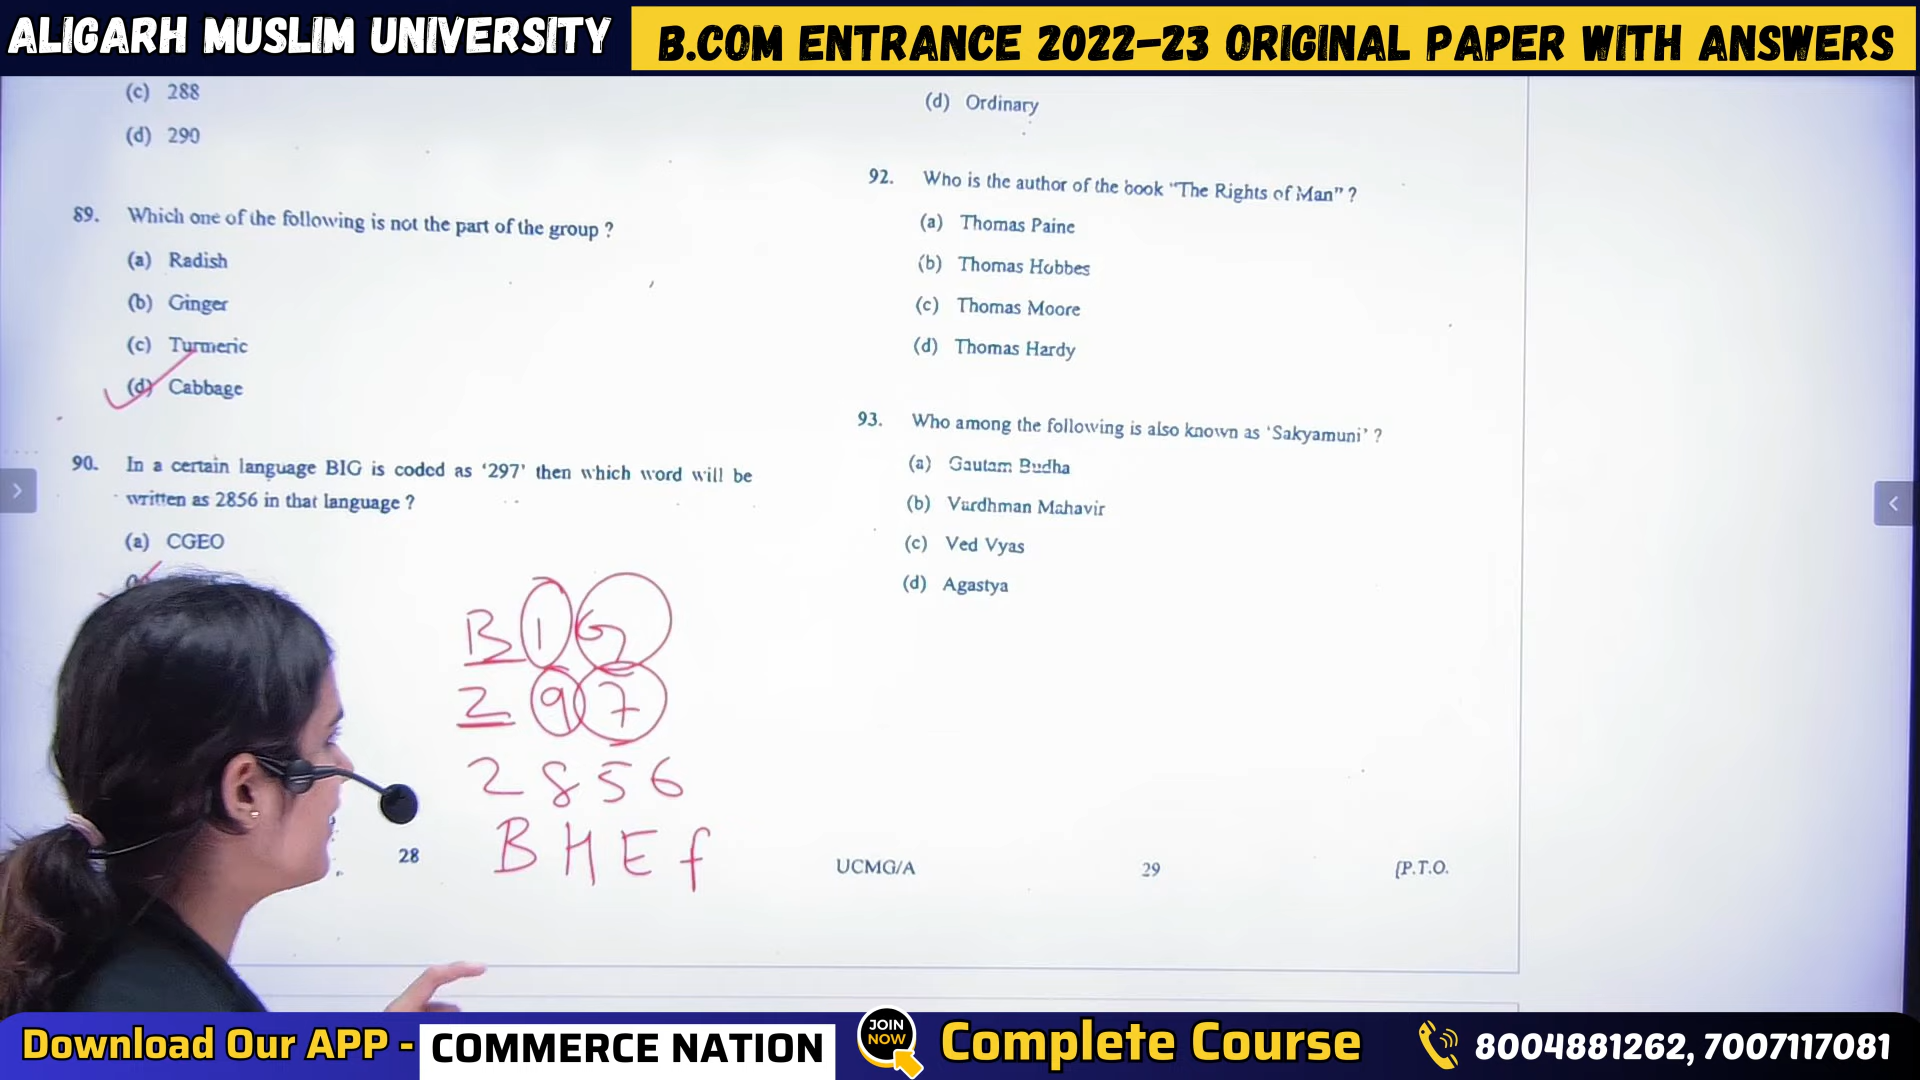 ALIGARH MUSLIM UNIVERSITY
B.COM ENTRANCE 2022-23 ORIGINAL PAPER WITH ANSWERS
(c) 288
(d) 290
89. Which one of the following is not the part of the group ?
(a) Radish
(b) Ginger
(c) Turmeric
(d) Cabbage
90. In a certain language BIG is coded as ‘297’ then which word will be
written as 2856 in that language ?
(a) CGEO
B I G
2 9 7
2 8 5 6
B H E f
28
(d) Ordinary
92. Who is the author of the book "The Rights of Man" ?
(a) Thomas Paine
(b) Thomas Hobbes
(c) Thomas Moore
(d) Thomas Hardy
93. Who among the following is also known as ‘Sakyamuni’ ?
(a) Gautam Budha
(b) Vardhman Mahavir
(c) Ved Vyas
(d) Agastya
UCMG/A 29 [P.T.O.
Download Our APP - COMMERCE NATION
JOIN
NOW
Complete Course
8004881262, 7007117081